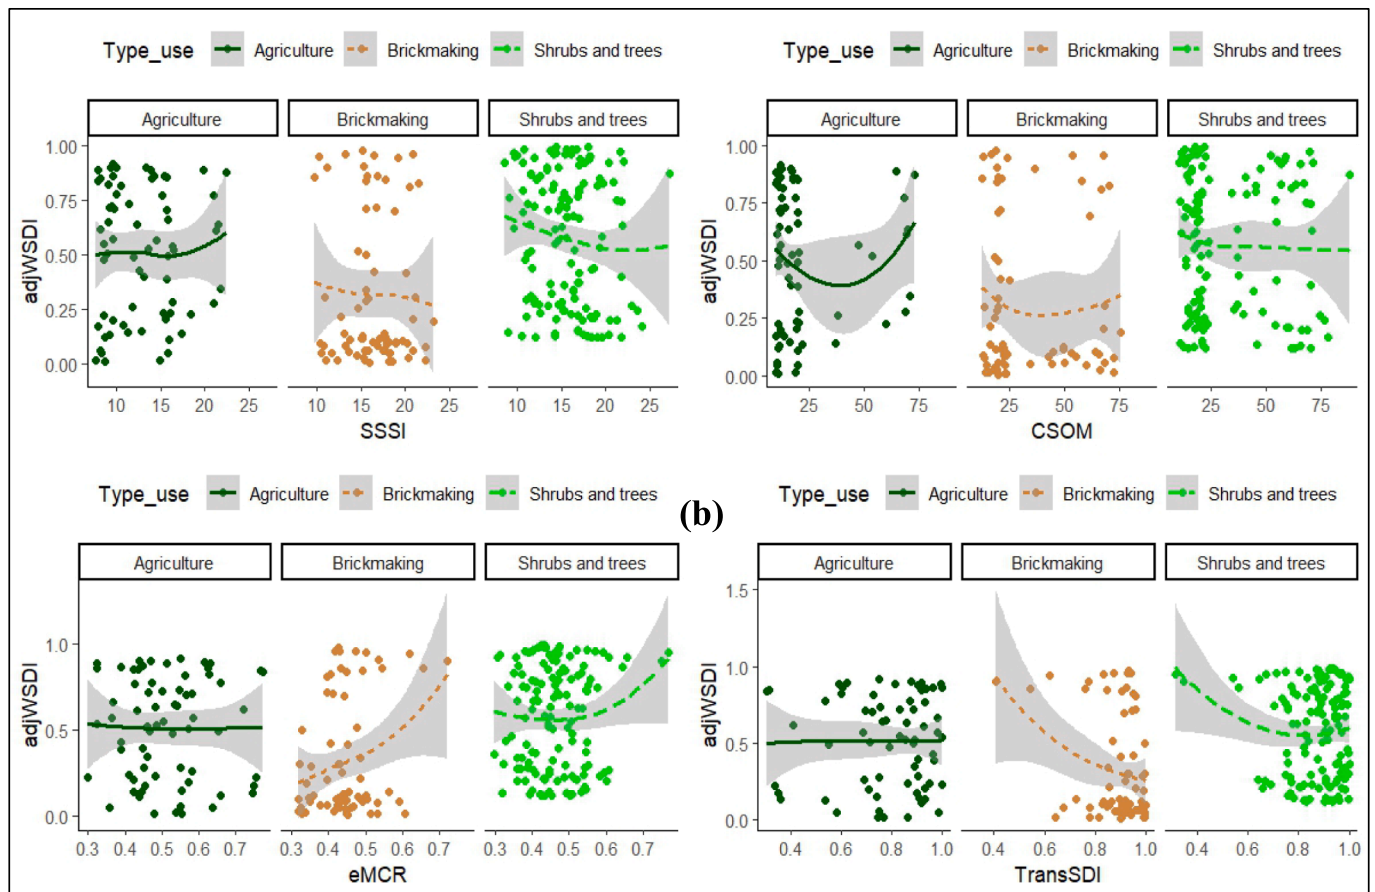 Type_use Agriculture Brickmaking Shrubs and trees
Agriculture Brickmaking Shrubs and trees
adjWSDI
1.00
0.75
0.50
0.25
0.00
10 15 20 25 10 15 20 25 10 15 20 25
SSSI
Type_use Agriculture Brickmaking Shrubs and trees
Agriculture Brickmaking Shrubs and trees
adjWSDI
1.00
0.75
0.50
0.25
0.00
25 50 75 25 50 75 25 50 75
CSOM
(b)
Type_use Agriculture Brickmaking Shrubs and trees
Agriculture Brickmaking Shrubs and trees
adjWSDI
1.0
0.5
0.0
0.3 0.4 0.5 0.6 0.7 0.3 0.4 0.5 0.6 0.7 0.3 0.4 0.5 0.6 0.7
eMCR
Type_use Agriculture Brickmaking Shrubs and trees
Agriculture Brickmaking Shrubs and trees
adjWSDI
1.5
1.0
0.5
0.0
0.4 0.6 0.8 1.0 0.4 0.6 0.8 1.0 0.4 0.6 0.8 1.0
TransSDI